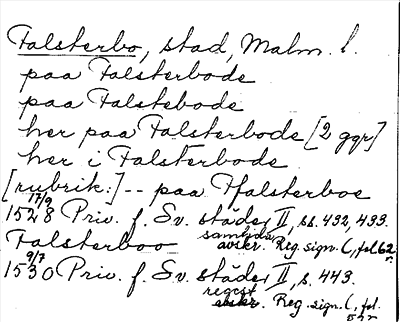 Falsterbo, stad, Malm. l.
paa Falsterbode
paa Falstebode
her paa Falsterbode [2 ggr]
her i Falsterbode
[rubrik:] -- paa Ffalsterboe
17/9
1528 Priv. f. Sv. städer II, ss. 432, 433.
samtida
Falsterboo avskr. Reg. sign. C, fol 62 r.
9/7
1530 Priv. f. Sv. städer II, s. 443.
regest
avskr. Reg. sign. C, fol.